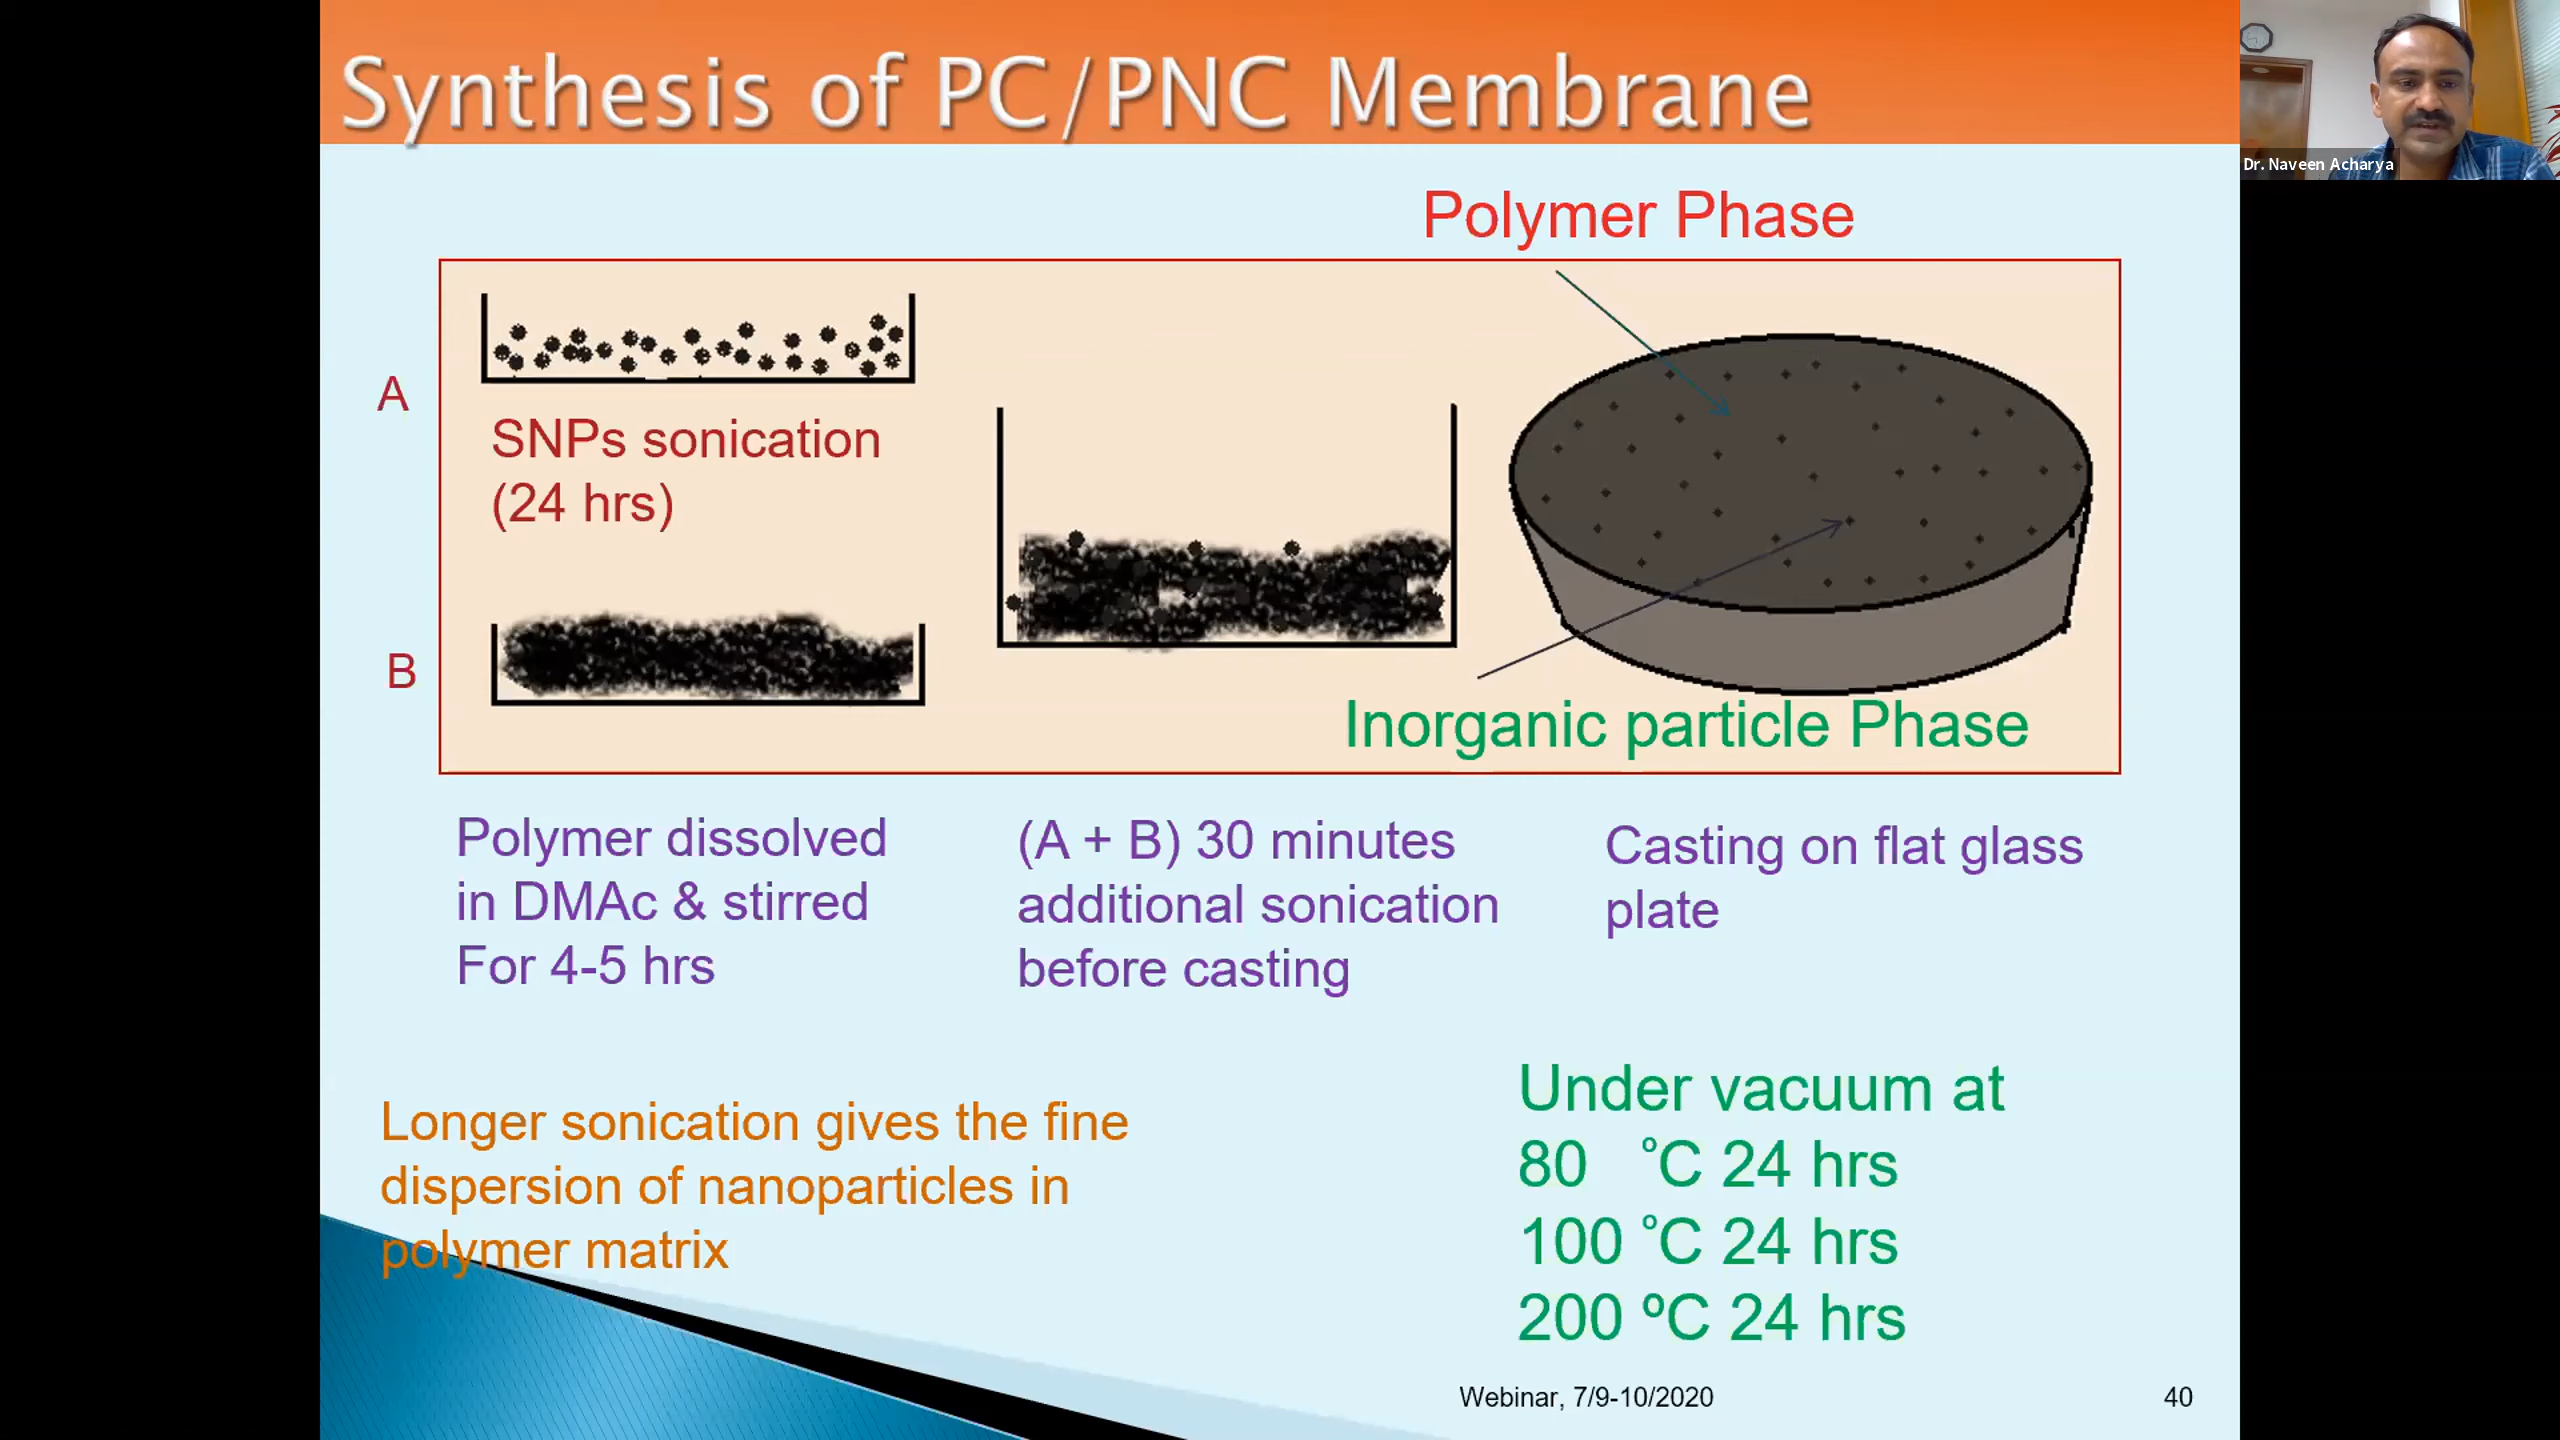 Synthesis of PC/PNC Membrane
Dr. Naveen Acharya
Polymer Phase
A
SNPs sonication
(24 hrs)
B
Inorganic particle Phase
Polymer dissolved
in DMAc & stirred
For 4-5 hrs
(A + B) 30 minutes
additional sonication
before casting
Casting on flat glass
plate
Longer sonication gives the fine
dispersion of nanoparticles in
polymer matrix
Under vacuum at
80 °C 24 hrs
100 °C 24 hrs
200 ºC 24 hrs
Webinar, 7/9-10/2020
40